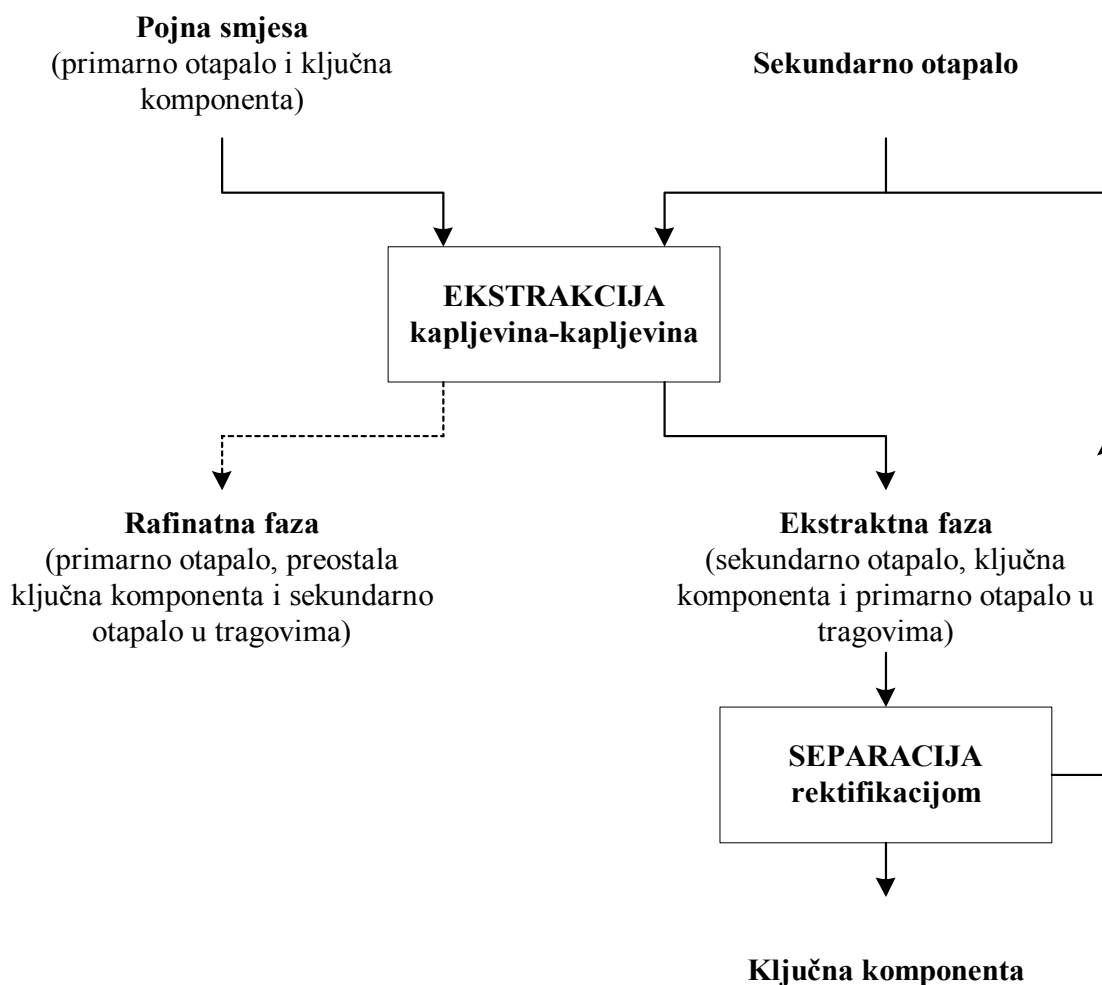 Pojna smjesa
(primarno otapalo i ključna
komponenta)
Sekundarno otapalo
EKSTRAKCIJA
kapljevina-kapljevina
Rafinatna faza
(primarno otapalo, preostala
ključna komponenta i sekundarno
otapalo u tragovima)
Ekstraktna faza
(sekundarno otapalo, ključna
komponenta i primarno otapalo u
tragovima)
SEPARACIJA
rektifikacijom
Ključna komponenta